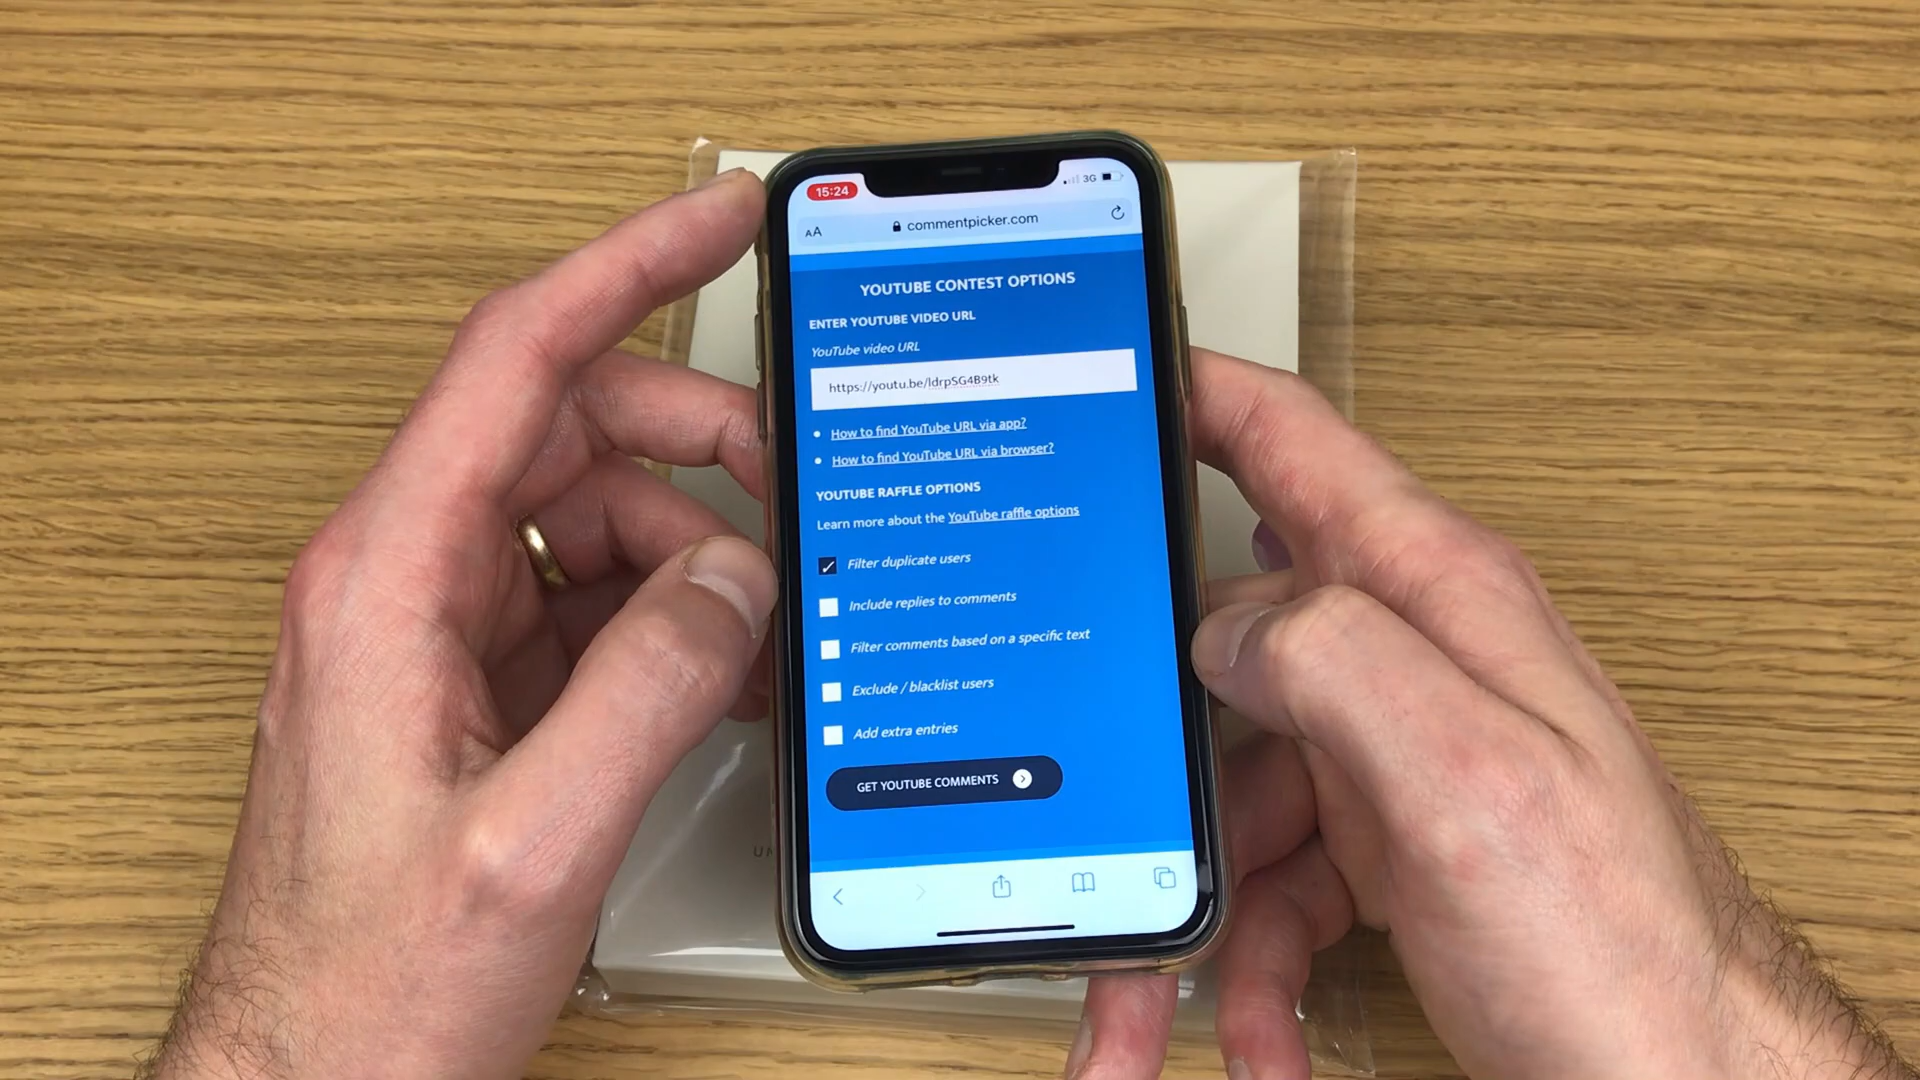 15:24
3G
AA commentpicker.com
YOUTUBE CONTEST OPTIONS
ENTER YOUTUBE VIDEO URL
YouTube video URL
https://youtu.be/ldrpSG4B9tk
How to find YouTube URL via app?
How to find YouTube URL via browser?
YOUTUBE RAFFLE OPTIONS
Learn more about the YouTube raffle options
Filter duplicate users
Include replies to comments
Filter comments based on a specific text
Exclude / blacklist users
Add extra entries
GET YOUTUBE COMMENTS